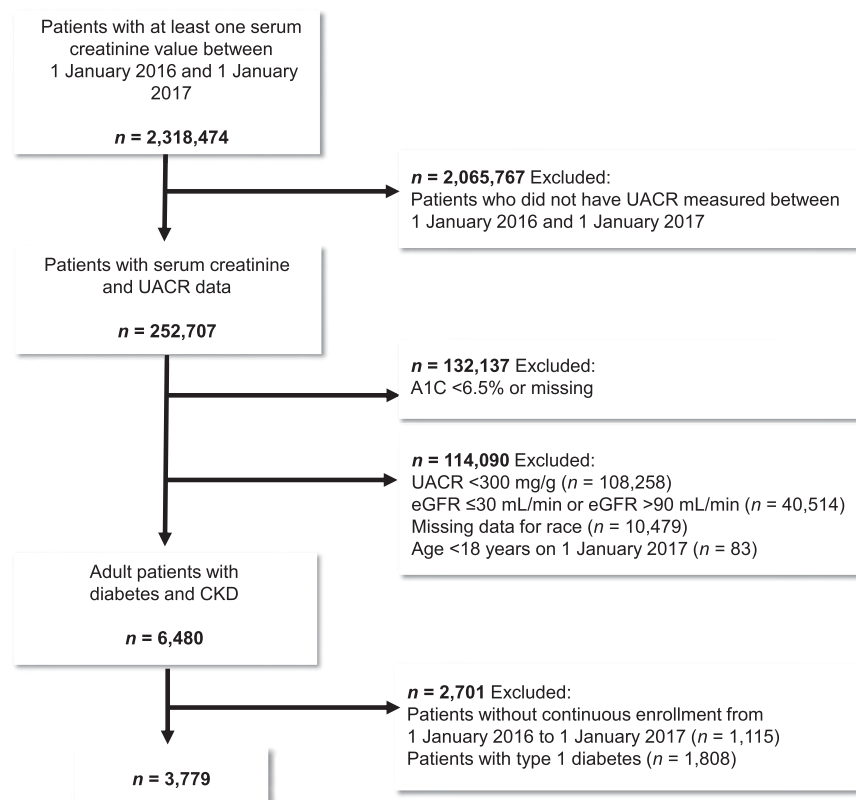 Patients with at least one serum
creatinine value between
1 January 2016 and 1 January
2017
n = 2,318,474
n = 2,065,767 Excluded:
Patients who did not have UACR measured between
1 January 2016 and 1 January 2017
Patients with serum creatinine
and UACR data
n = 252,707
n = 132,137 Excluded:
A1C <6.5% or missing
n = 114,090 Excluded:
UACR <300 mg/g (n = 108,258)
eGFR ≤30 mL/min or eGFR >90 mL/min (n = 40,514)
Missing data for race (n = 10,479)
Age <18 years on 1 January 2017 (n = 83)
Adult patients with
diabetes and CKD
n = 6,480
n = 2,701 Excluded:
Patients without continuous enrollment from
1 January 2016 to 1 January 2017 (n = 1,115)
Patients with type 1 diabetes (n = 1,808)
n = 3,779